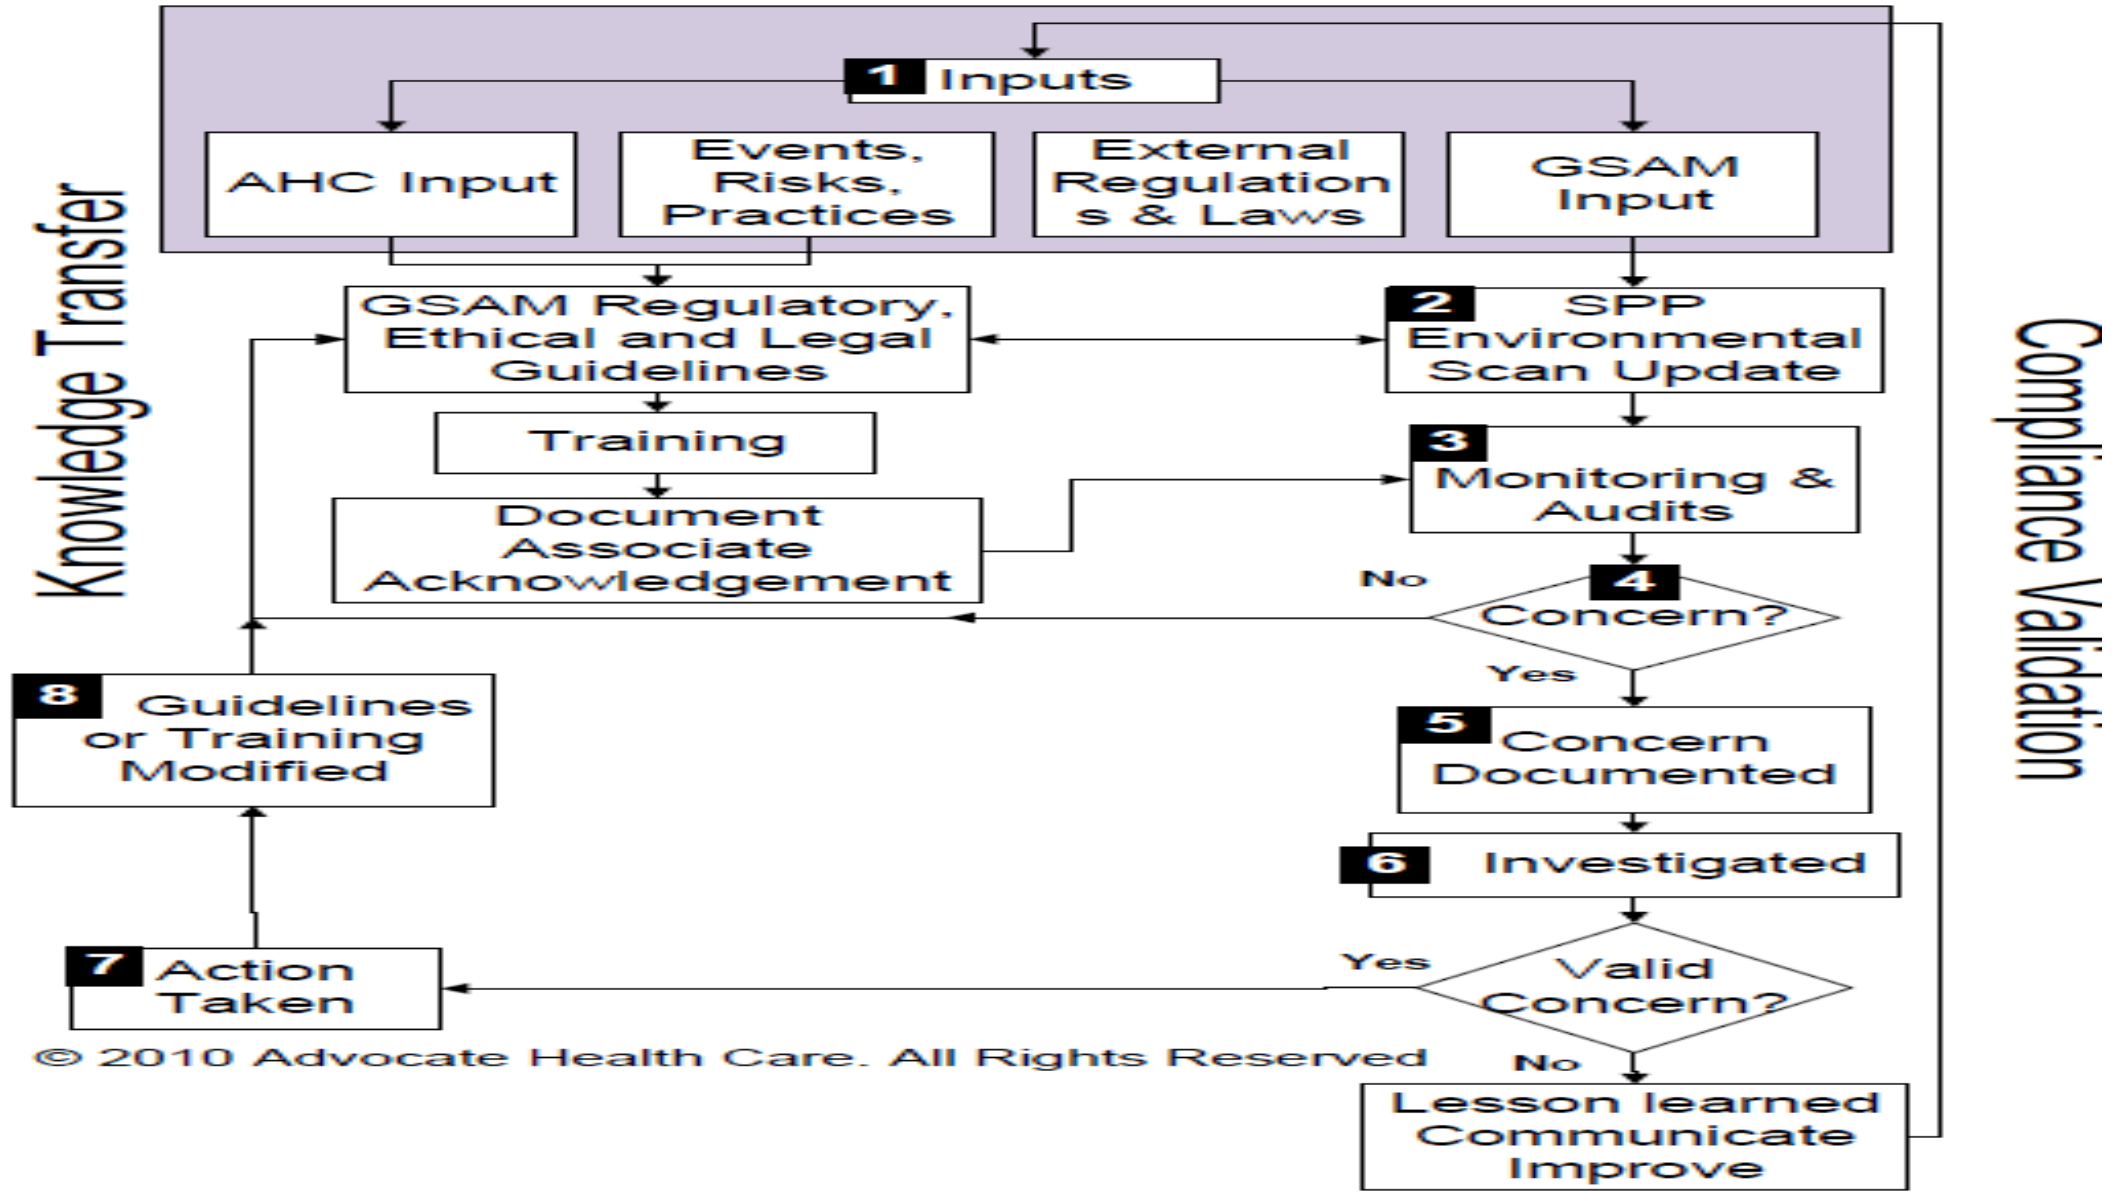 1 Inputs
AHC Input
Events,
Risks,
Practices
External
Regulation
s & Laws
GSAM
Input
Knowledge Transfer
GSAM Regulatory,
Ethical and Legal
Guidelines
2 SPP
Environmental
Scan Update
Training
3
Monitoring &
Audits
Document
Associate
Acknowledgement
No
4
Concern?
Yes
Compliance Validation
8 Guidelines
or Training
Modified
5 Concern
Documented
6 Investigated
Yes
Valid
Concern?
7 Action
Taken
© 2010 Advocate Health Care. All Rights Reserved
No
Lesson learned
Communicate
Improve